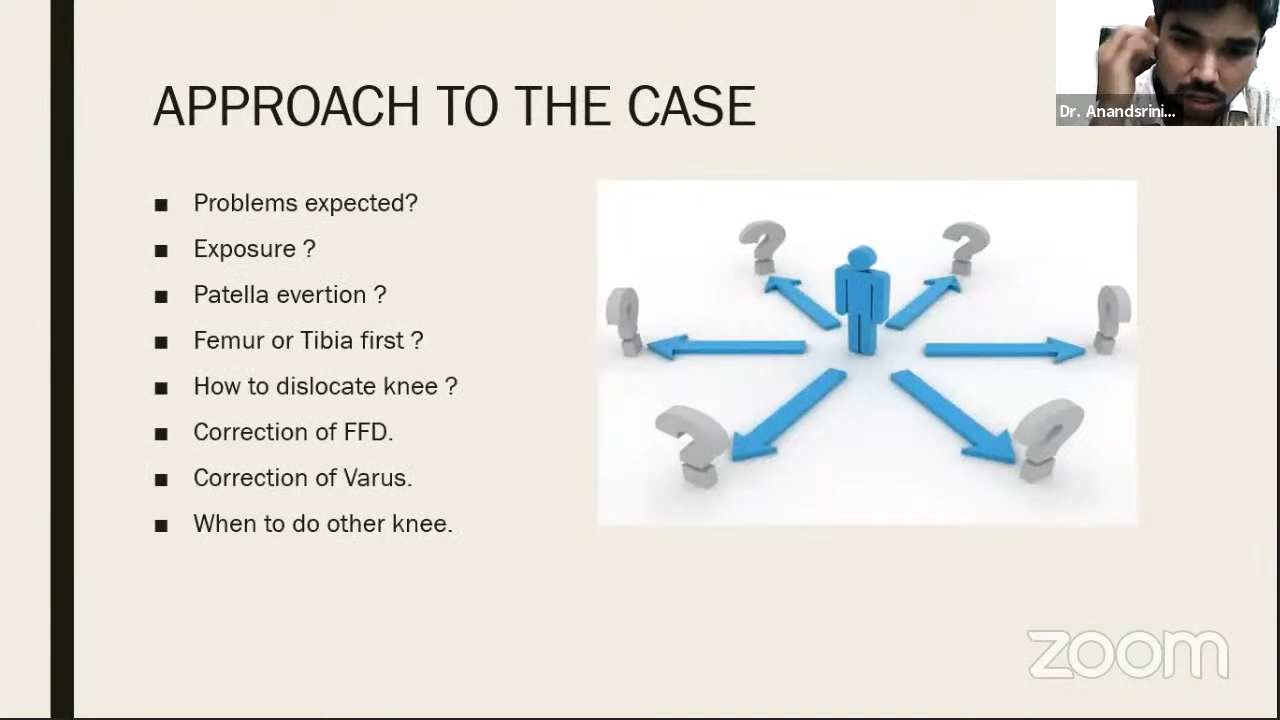 APPROACH TO THE CASE
Dr. Anandsrini...
■ Problems expected?
■ Exposure ?
■ Patella evertion ?
■ Femur or Tibia first ?
■ How to dislocate knee ?
■ Correction of FFD.
■ Correction of Varus.
■ When to do other knee.
? ? ? ? ? ?
zoom